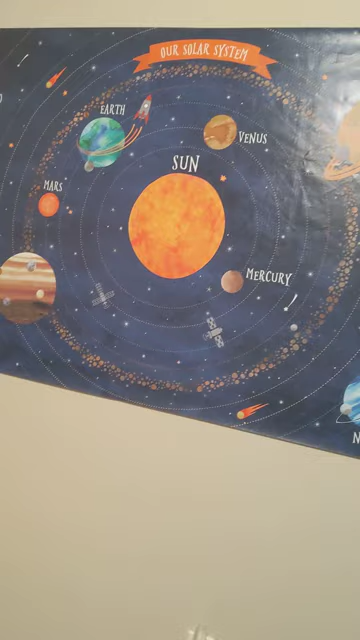 OUR SOLAR SYSTEM
EARTH
VENUS
SUN
MARS
MERCURY
N